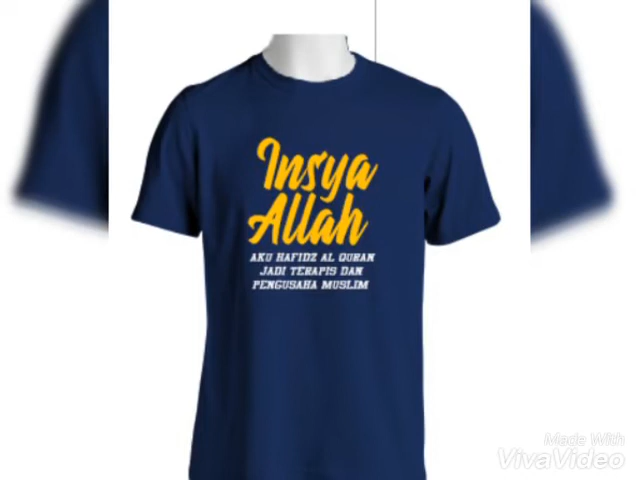 Insya
Allah
AKU HAFIDZ AL QURAN
JADI TERAPIS DAN
PENGUSAHA MUSLIM
Made With
VivaVideo